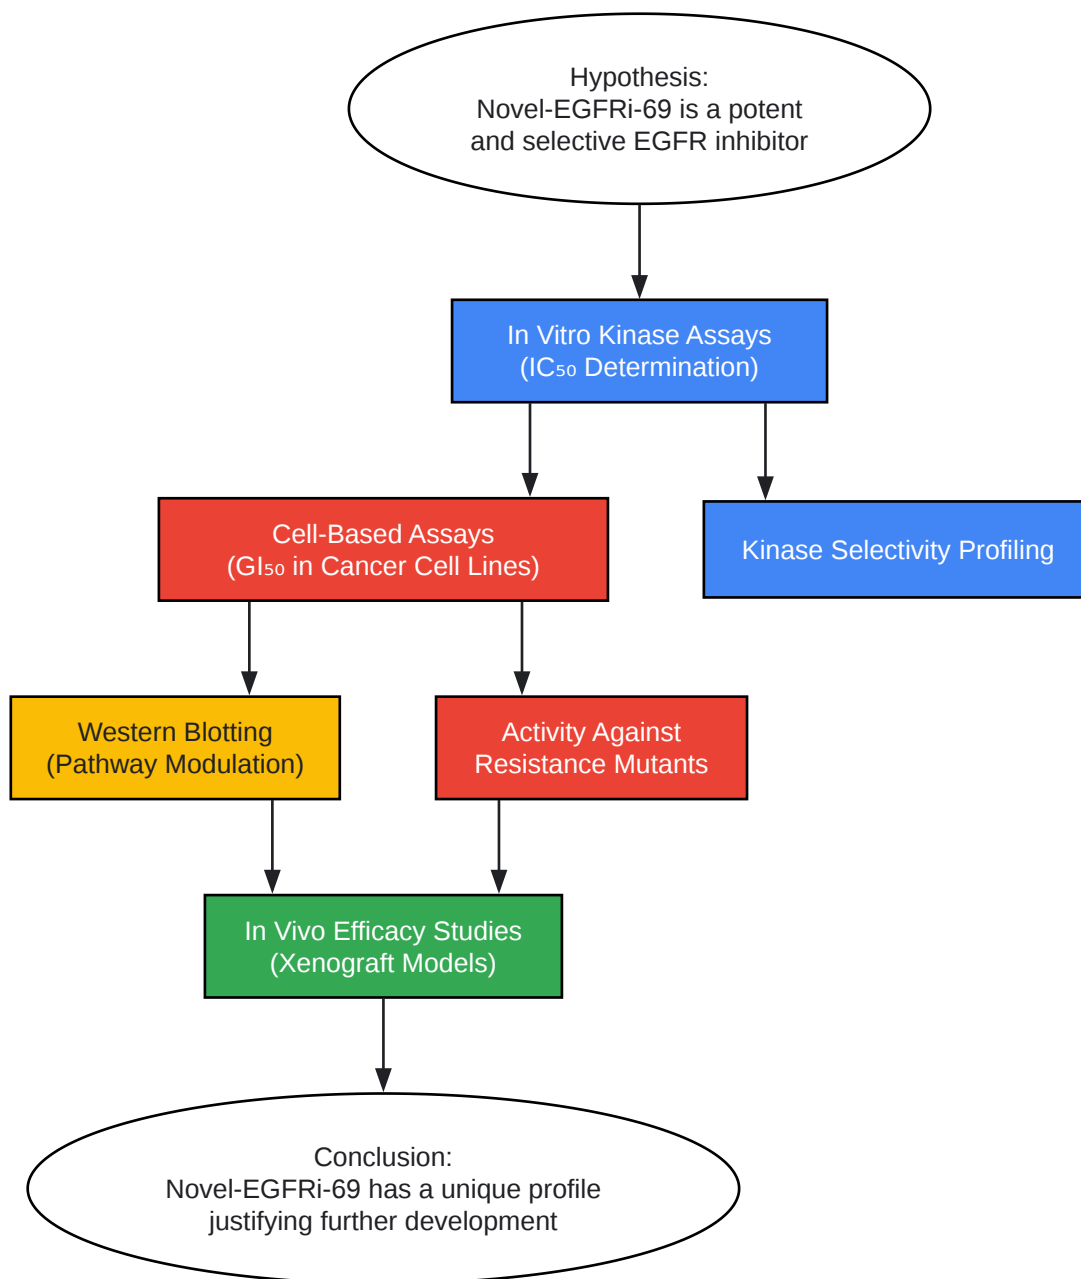 Hypothesis:
Novel-EGFRi-69 is a potent
and selective EGFR inhibitor
In Vitro Kinase Assays
(IC₅₀ Determination)
Cell-Based Assays
(GI₅₀ in Cancer Cell Lines)
Kinase Selectivity Profiling
Western Blotting
(Pathway Modulation)
Activity Against
Resistance Mutants
In Vivo Efficacy Studies
(Xenograft Models)
Conclusion:
Novel-EGFRi-69 has a unique profile
justifying further development